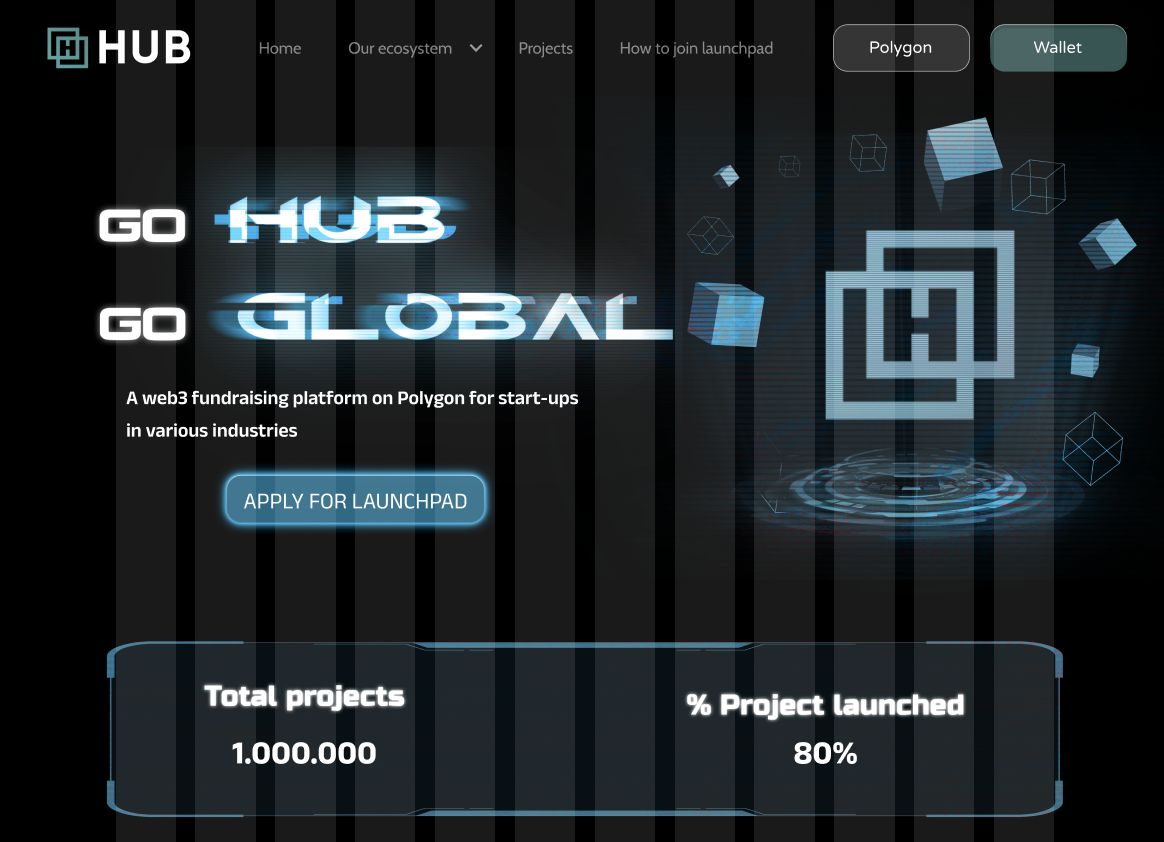 HUB
Home
Our ecosystem
Projects
How to join launchpad
Polygon
Wallet
GO HUB
GO GLOBAL
A web3 fundraising platform on Polygon for start-ups
in various industries
H
APPLY FOR LAUNCHPAD
Total projects
1.000.000
% Project launched
80%